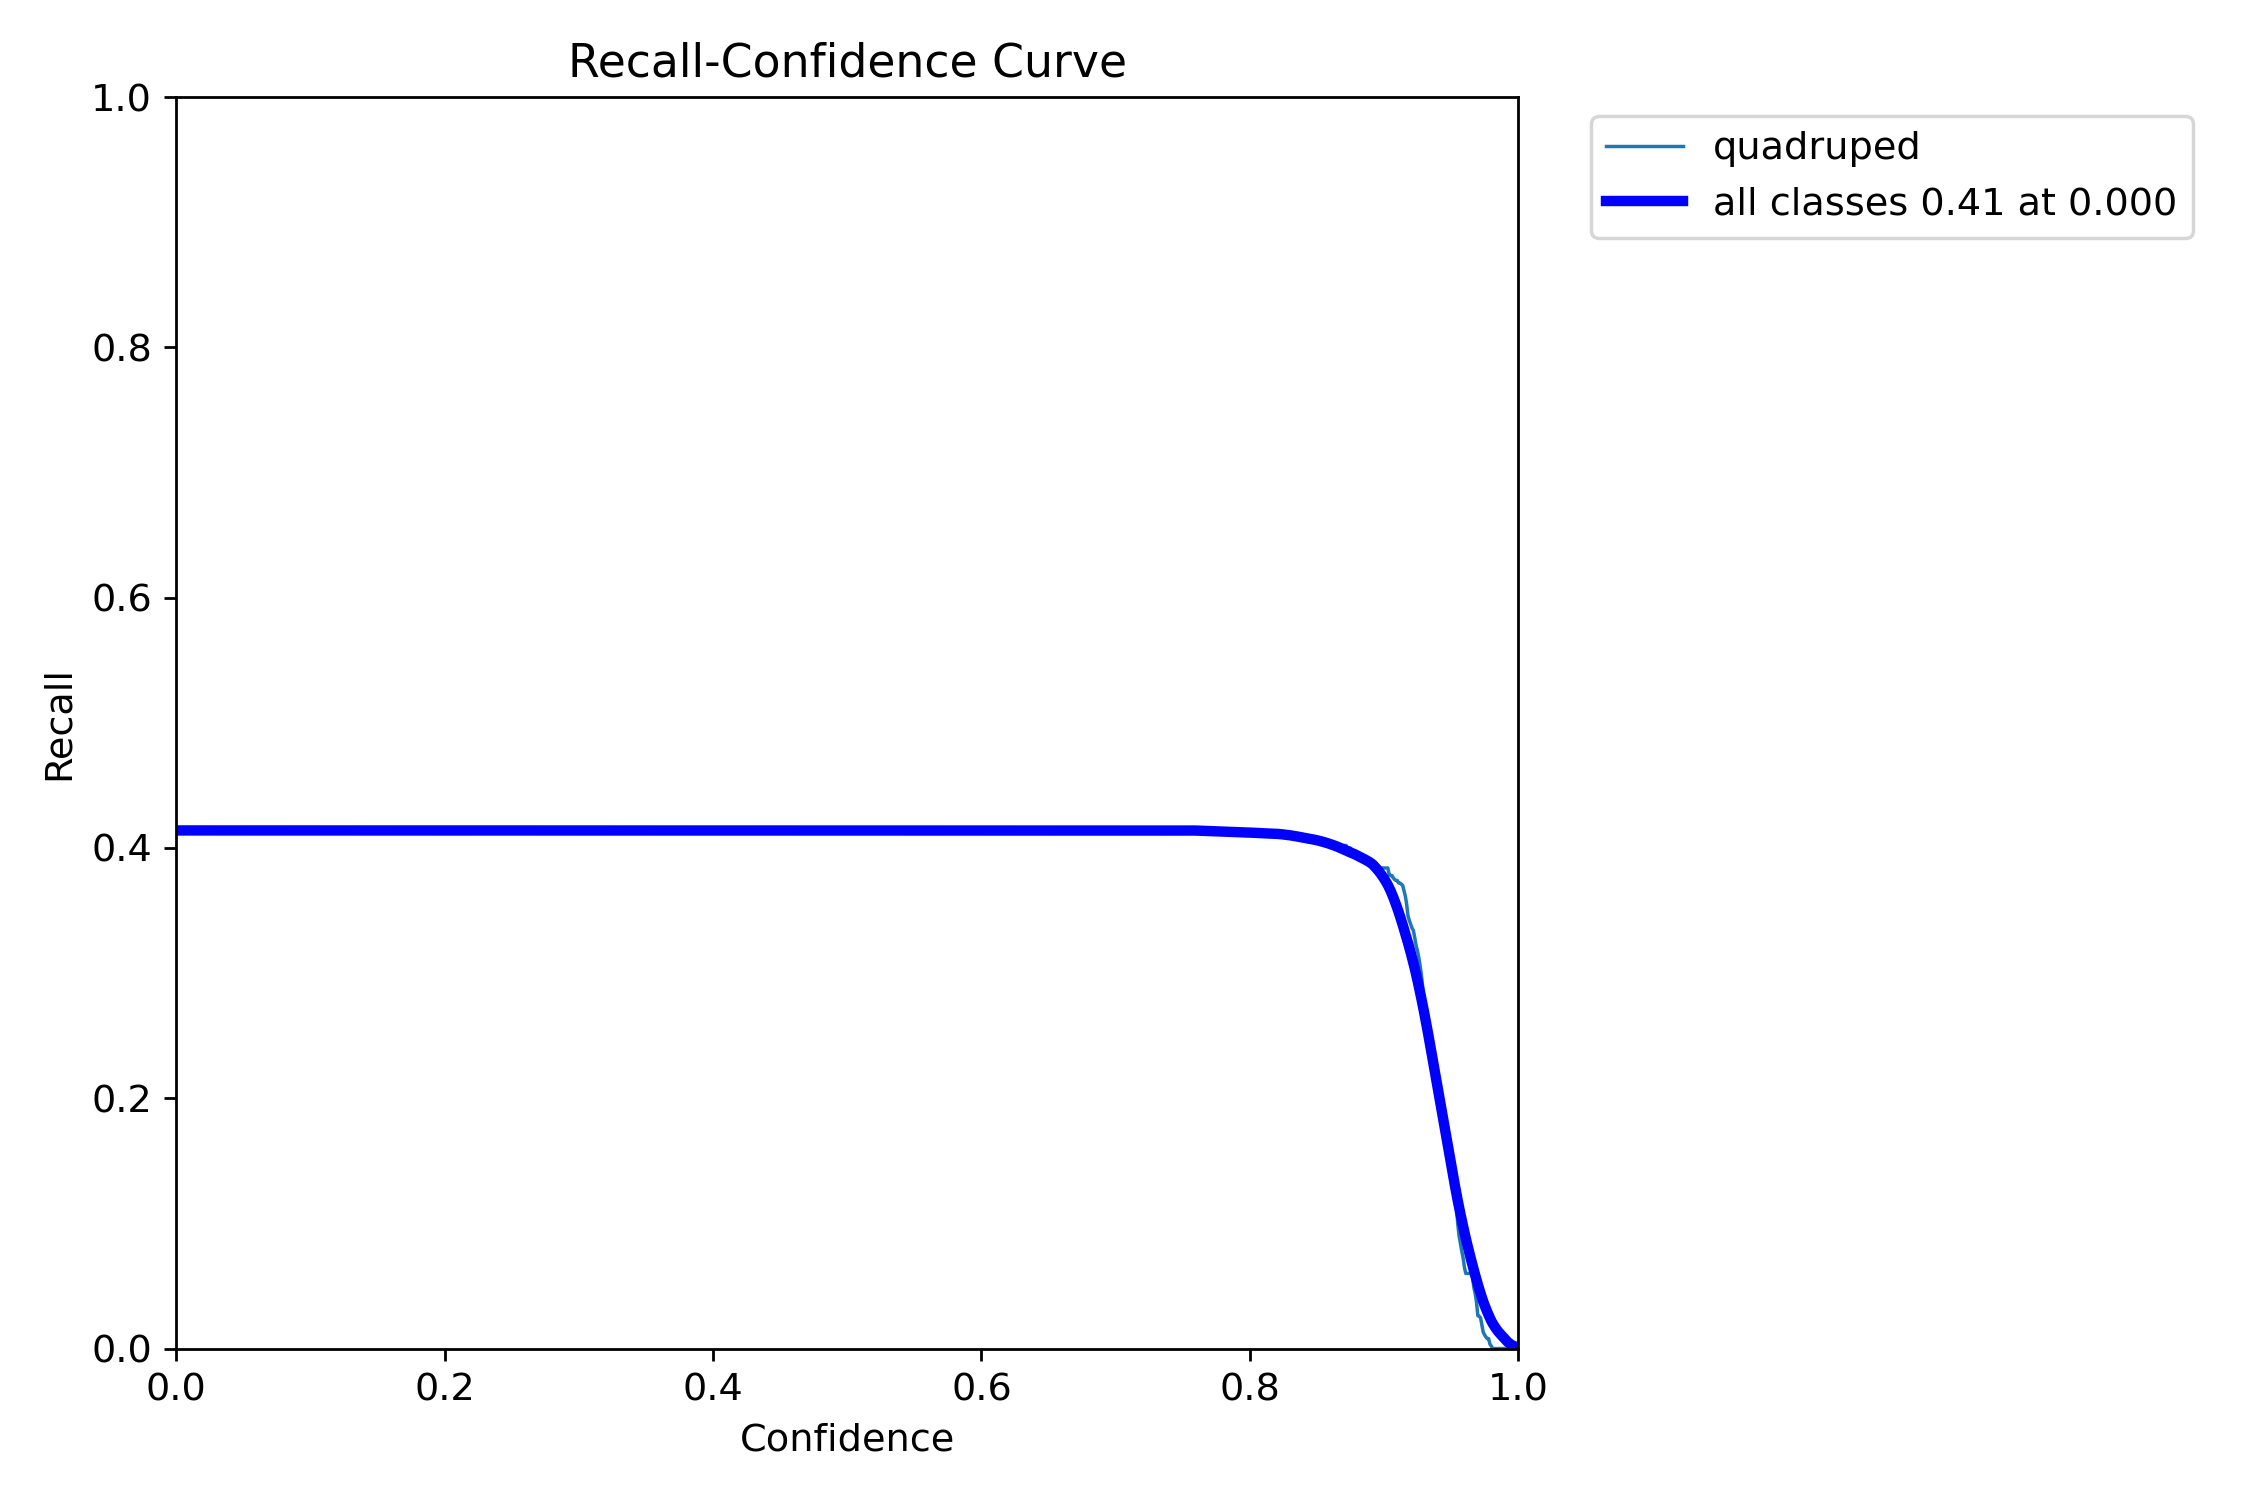 Recall-Confidence Curve
1.0
0.8
0.6
0.4
0.2
0.0
Recall
0.0 0.2 0.4 0.6 0.8 1.0
Confidence
quadruped
all classes 0.41 at 0.000